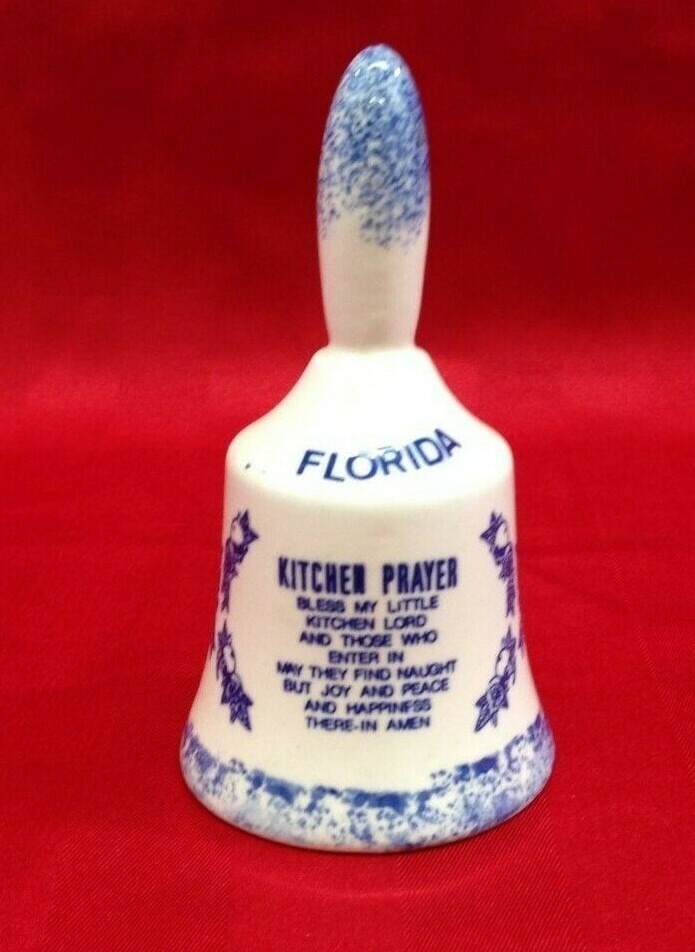 FLORIDA
KITCHEN PRAYER
BLESS MY LITTLE
KITCHEN LORD
AND THOSE WHO
ENTER IN
MAY THEY FIND NAUGHT
BUT JOY AND PEACE
AND HAPPINESS
THERE-IN AMEN